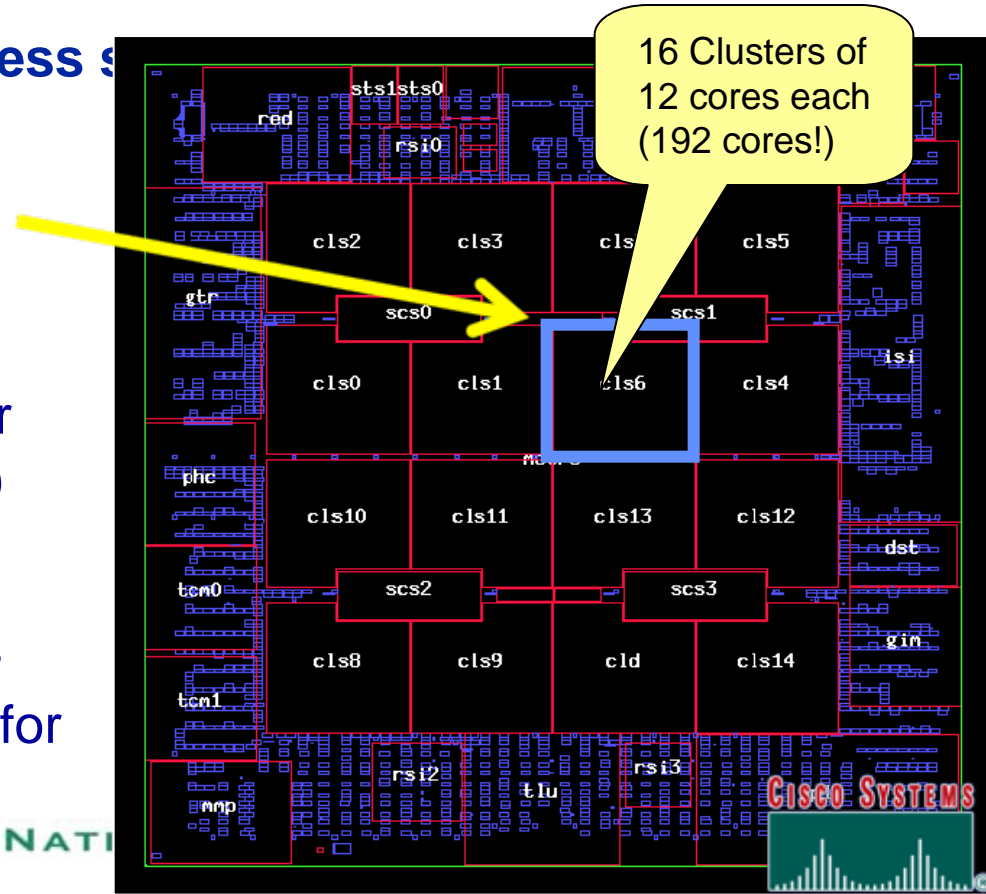 ess s
16 Clusters of
12 cores each
(192 cores!)
sts1 sts0
red
rsi0
cls2 cls3 cls5
gtr
scs0 scs1
isi
cls0 cls1 cls6 cls4
r
phc
cls10 cls11 cls13 cls12
dst
tcm0
scs2 scs3
gim
cls8 cls9 cld cls14
tcm1
for
rsi2 rsi3
tlu
mmp
CISCO SYSTEMS
NATI